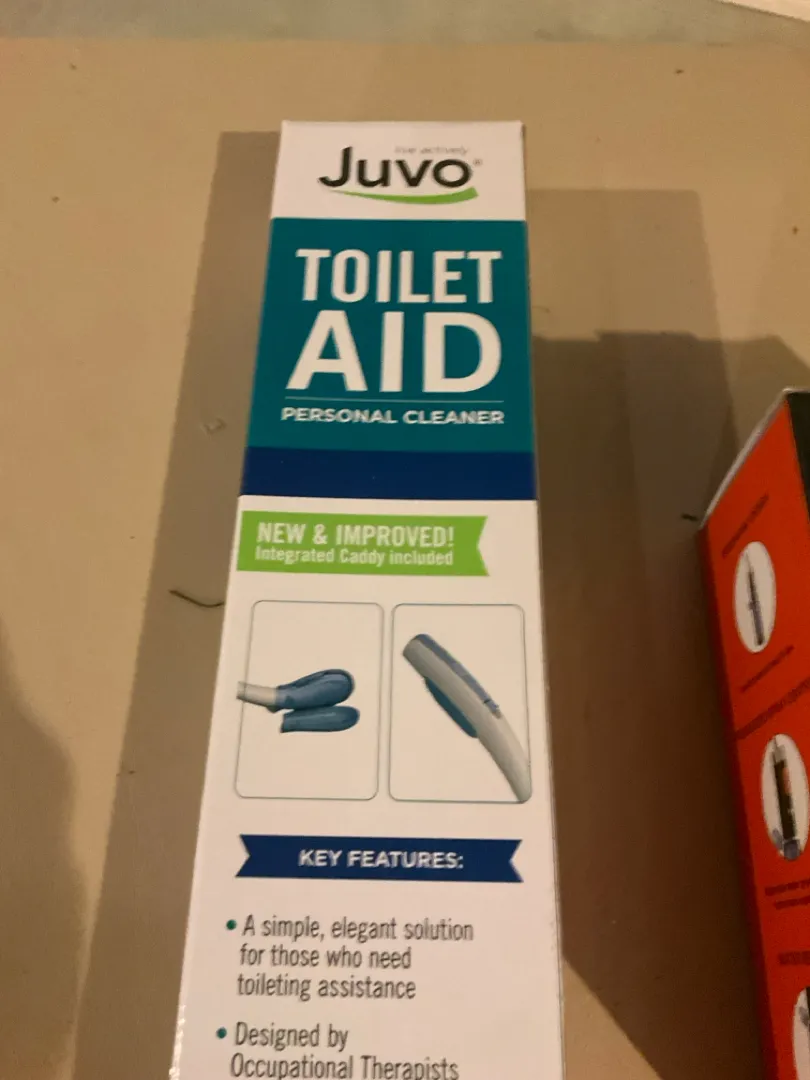 live actively
Juvo®
TOILET
AID
PERSONAL CLEANER
NEW & IMPROVED!
Integrated Caddy included
KEY FEATURES:
• A simple, elegant solution
for those who need
toileting assistance
• Designed by
Occupational Therapists